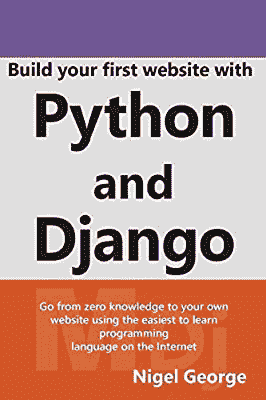 Build your first website with
Python
and
Django
Go from zero knowledge to your own
website using the easiest to learn
programming
language on the Internet
MDj
Nigel George